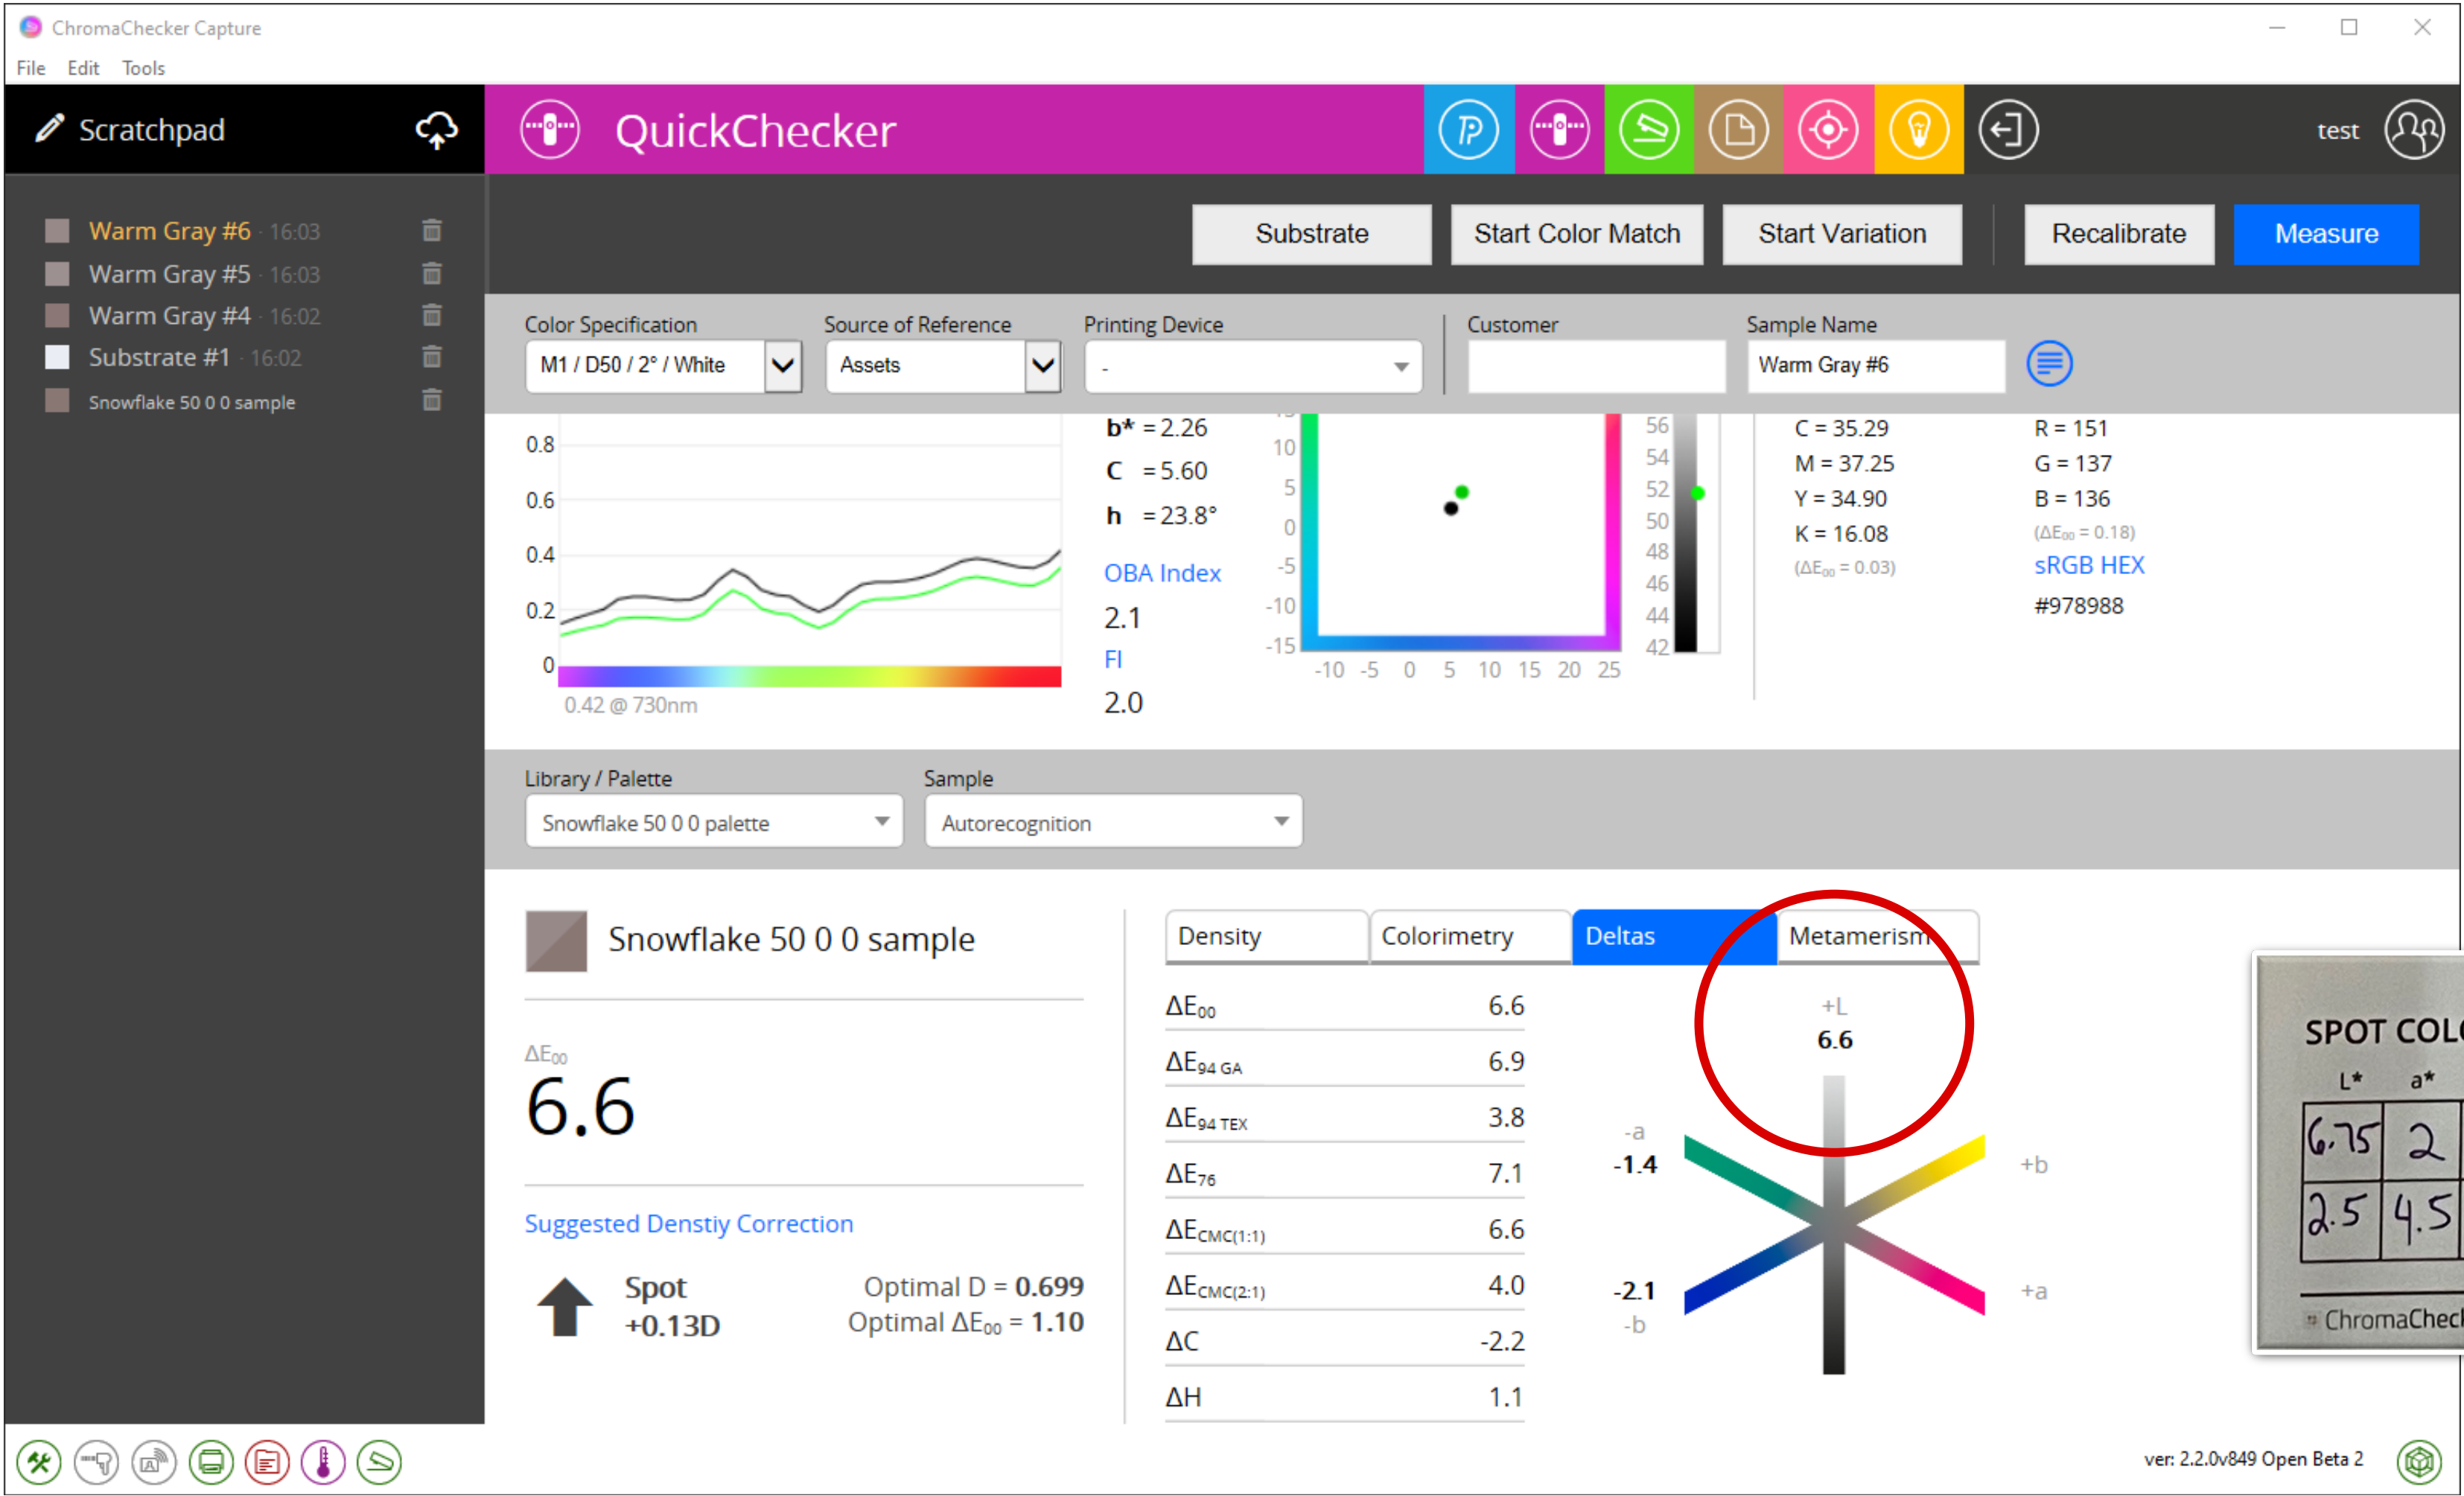 ChromaChecker Capture
File Edit Tools
Scratchpad
QuickChecker
test
Warm Gray #6 · 16:03
Warm Gray #5 · 16:03
Warm Gray #4 · 16:02
Substrate #1 · 16:02
Snowflake 50 0 0 sample
Substrate
Start Color Match
Start Variation
Recalibrate
Measure
Color Specification
M1 / D50 / 2° / White
Source of Reference
Assets
Printing Device
-
Customer
Sample Name
Warm Gray #6
0.8
0.6
0.4
0.2
0
0.42 @ 730nm
b* = 2.26
C = 5.60
h = 23.8°
OBA Index
2.1
FI
2.0
10
5
0
-5
-10
-15
-10 -5 0 5 10 15 20 25
56
54
52
50
48
46
44
42
C = 35.29
M = 37.25
Y = 34.90
K = 16.08
(ΔE₀₀ = 0.03)
R = 151
G = 137
B = 136
(ΔE₀₀ = 0.18)
sRGB HEX
#978988
Library / Palette
Snowflake 50 0 0 palette
Sample
Autorecognition
Snowflake 50 0 0 sample
ΔE₀₀
6.6
Suggested Denstiy Correction
Spot
+0.13D
Optimal D = 0.699
Optimal ΔE₀₀ = 1.10
Density
Colorimetry
Deltas
Metamerism
ΔE₀₀ 6.6
ΔE₉₄ GA 6.9
ΔE₉₄ TEX 3.8
ΔE₇₆ 7.1
ΔE CMC(1:1) 6.6
ΔE CMC(2:1) 4.0
ΔC -2.2
ΔH 1.1
+L
6.6
-a
-1.4
+b
-2.1
-b
+a
SPOT COL
L* a*
6.75 2
2.5 4.5
ChromaChec
ver: 2.2.0v849 Open Beta 2